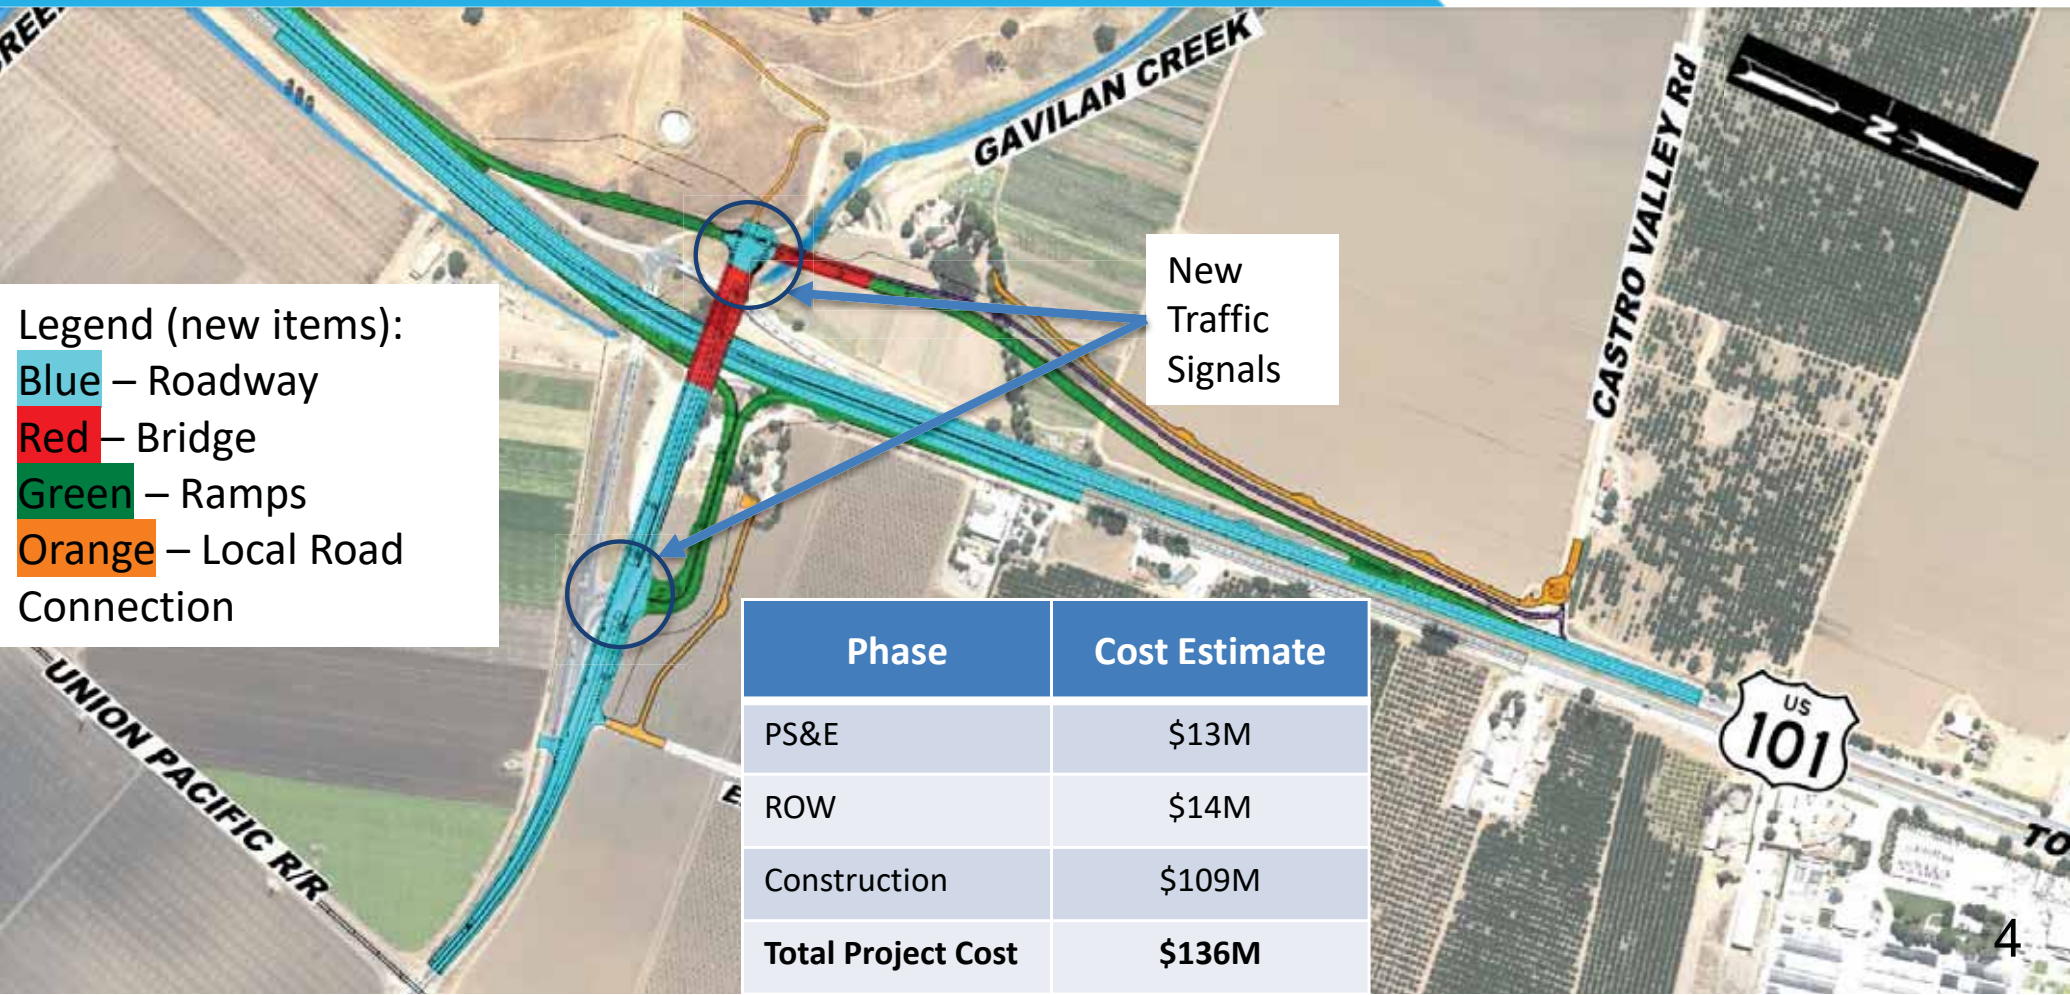 GAVILAN CREEK
CASTRO VALLEY Rd
N
New
Traffic
Signals
Legend (new items):
Blue – Roadway
Red – Bridge
Green – Ramps
Orange – Local Road
Connection
UNION PACIFIC R/R
US
101
TO
Phase Cost Estimate
PS&E $13M
ROW $14M
Construction $109M
Total Project Cost $136M
4